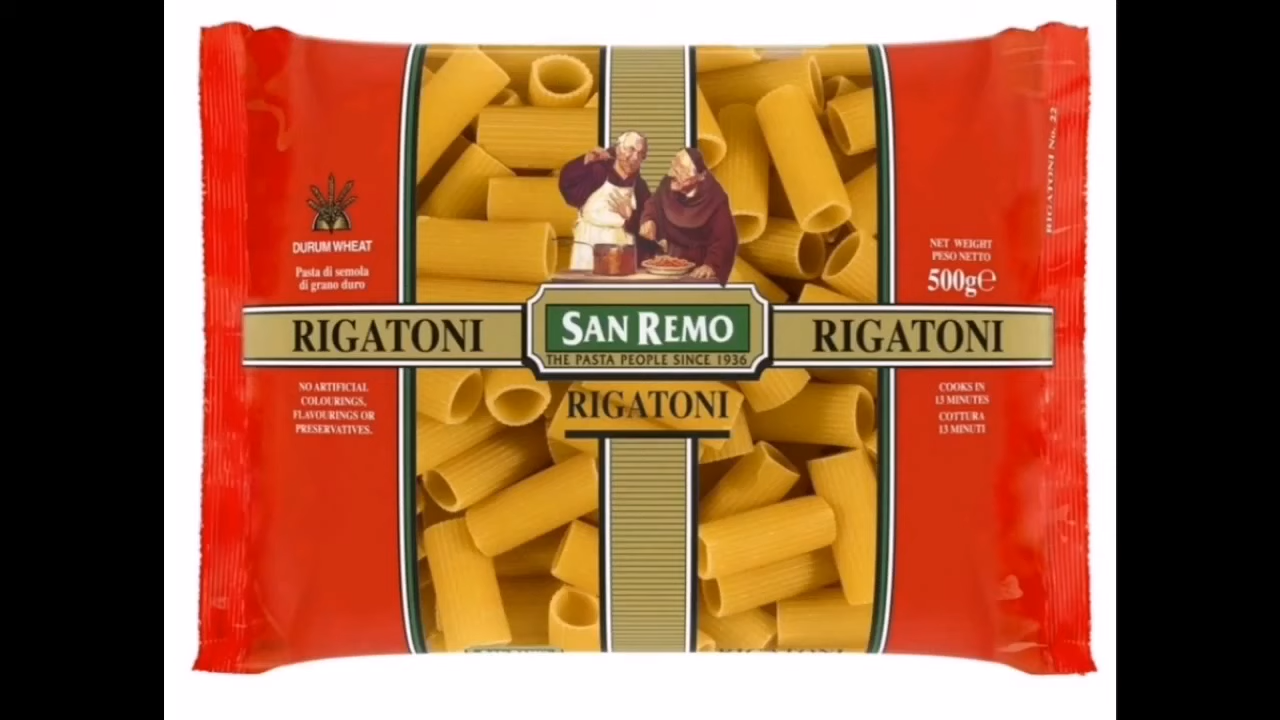 RIGATONI No. 22
DURUM WHEAT
Pasta di semola
di grano duro
NET WEIGHT
PESO NETTO
500g℮
RIGATONI
SAN REMO
THE PASTA PEOPLE SINCE 1936
RIGATONI
RIGATONI
NO ARTIFICIAL
COLOURINGS,
FLAVOURINGS OR
PRESERVATIVES.
COOKS IN
13 MINUTES
COTTURA
13 MINUTI